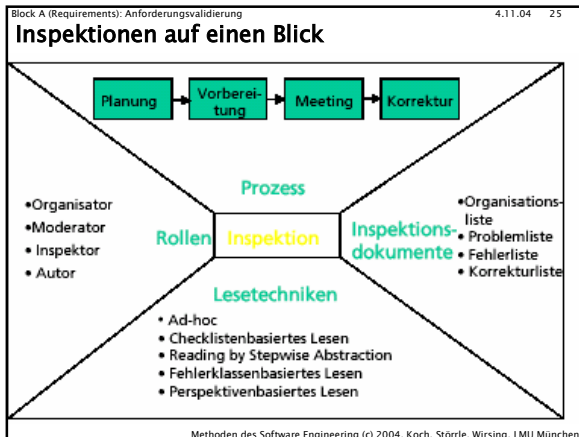 Block A (Requirements): Anforderungsvalidierung 4.11.04 25
Inspektionen auf einen Blick
Planung
Vorberei-
tung
Meeting
Korrektur
Prozess
•Organisator
•Moderator
• Inspektor
• Autor
Rollen
Inspektion
Inspektions-
dokumente
•Organisations-
liste
• Problemliste
• Fehlerliste
• Korrekturliste
Lesetechniken
• Ad-hoc
• Checklistenbasiertes Lesen
• Reading by Stepwise Abstraction
• Fehlerklassenbasiertes Lesen
• Perspektivenbasiertes Lesen
Methoden des Software Engineering (c) 2004, Koch, Störrle, Wirsing, LMU München